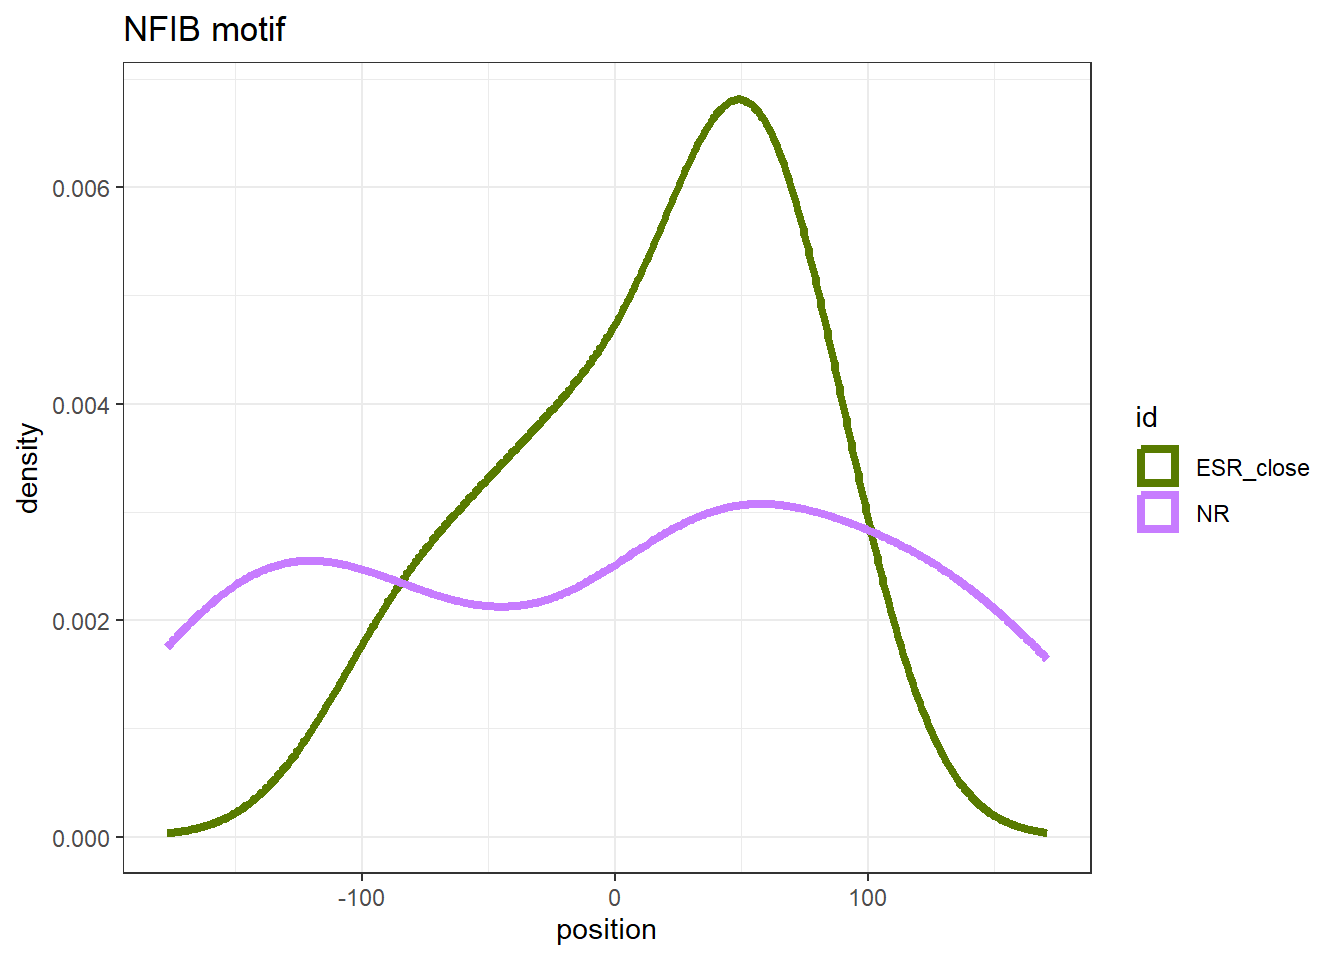 NFIB motif
density
0.006
0.004
0.002
0.000
-100
0
100
position
id
ESR_close
NR